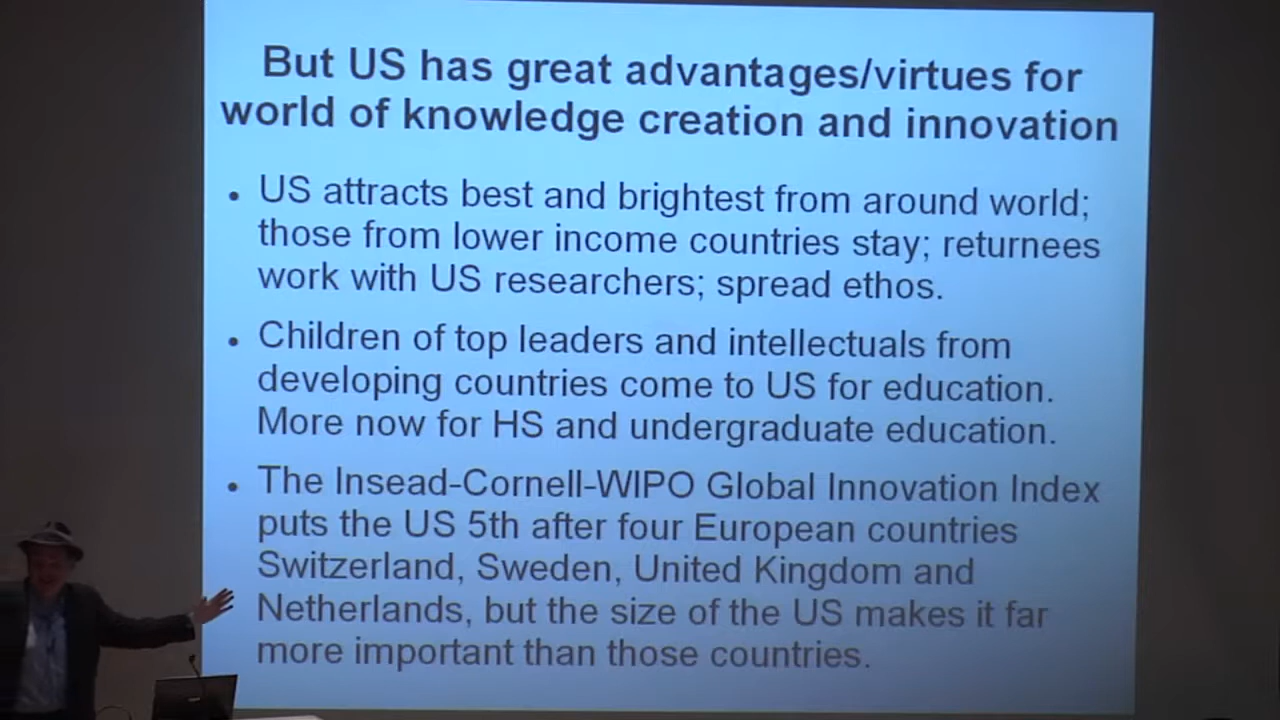 But US has great advantages/virtues for
world of knowledge creation and innovation
• US attracts best and brightest from around world;
those from lower income countries stay; returnees
work with US researchers; spread ethos.
• Children of top leaders and intellectuals from
developing countries come to US for education.
More now for HS and undergraduate education.
• The Insead-Cornell-WIPO Global Innovation Index
puts the US 5th after four European countries
Switzerland, Sweden, United Kingdom and
Netherlands, but the size of the US makes it far
more important than those countries.